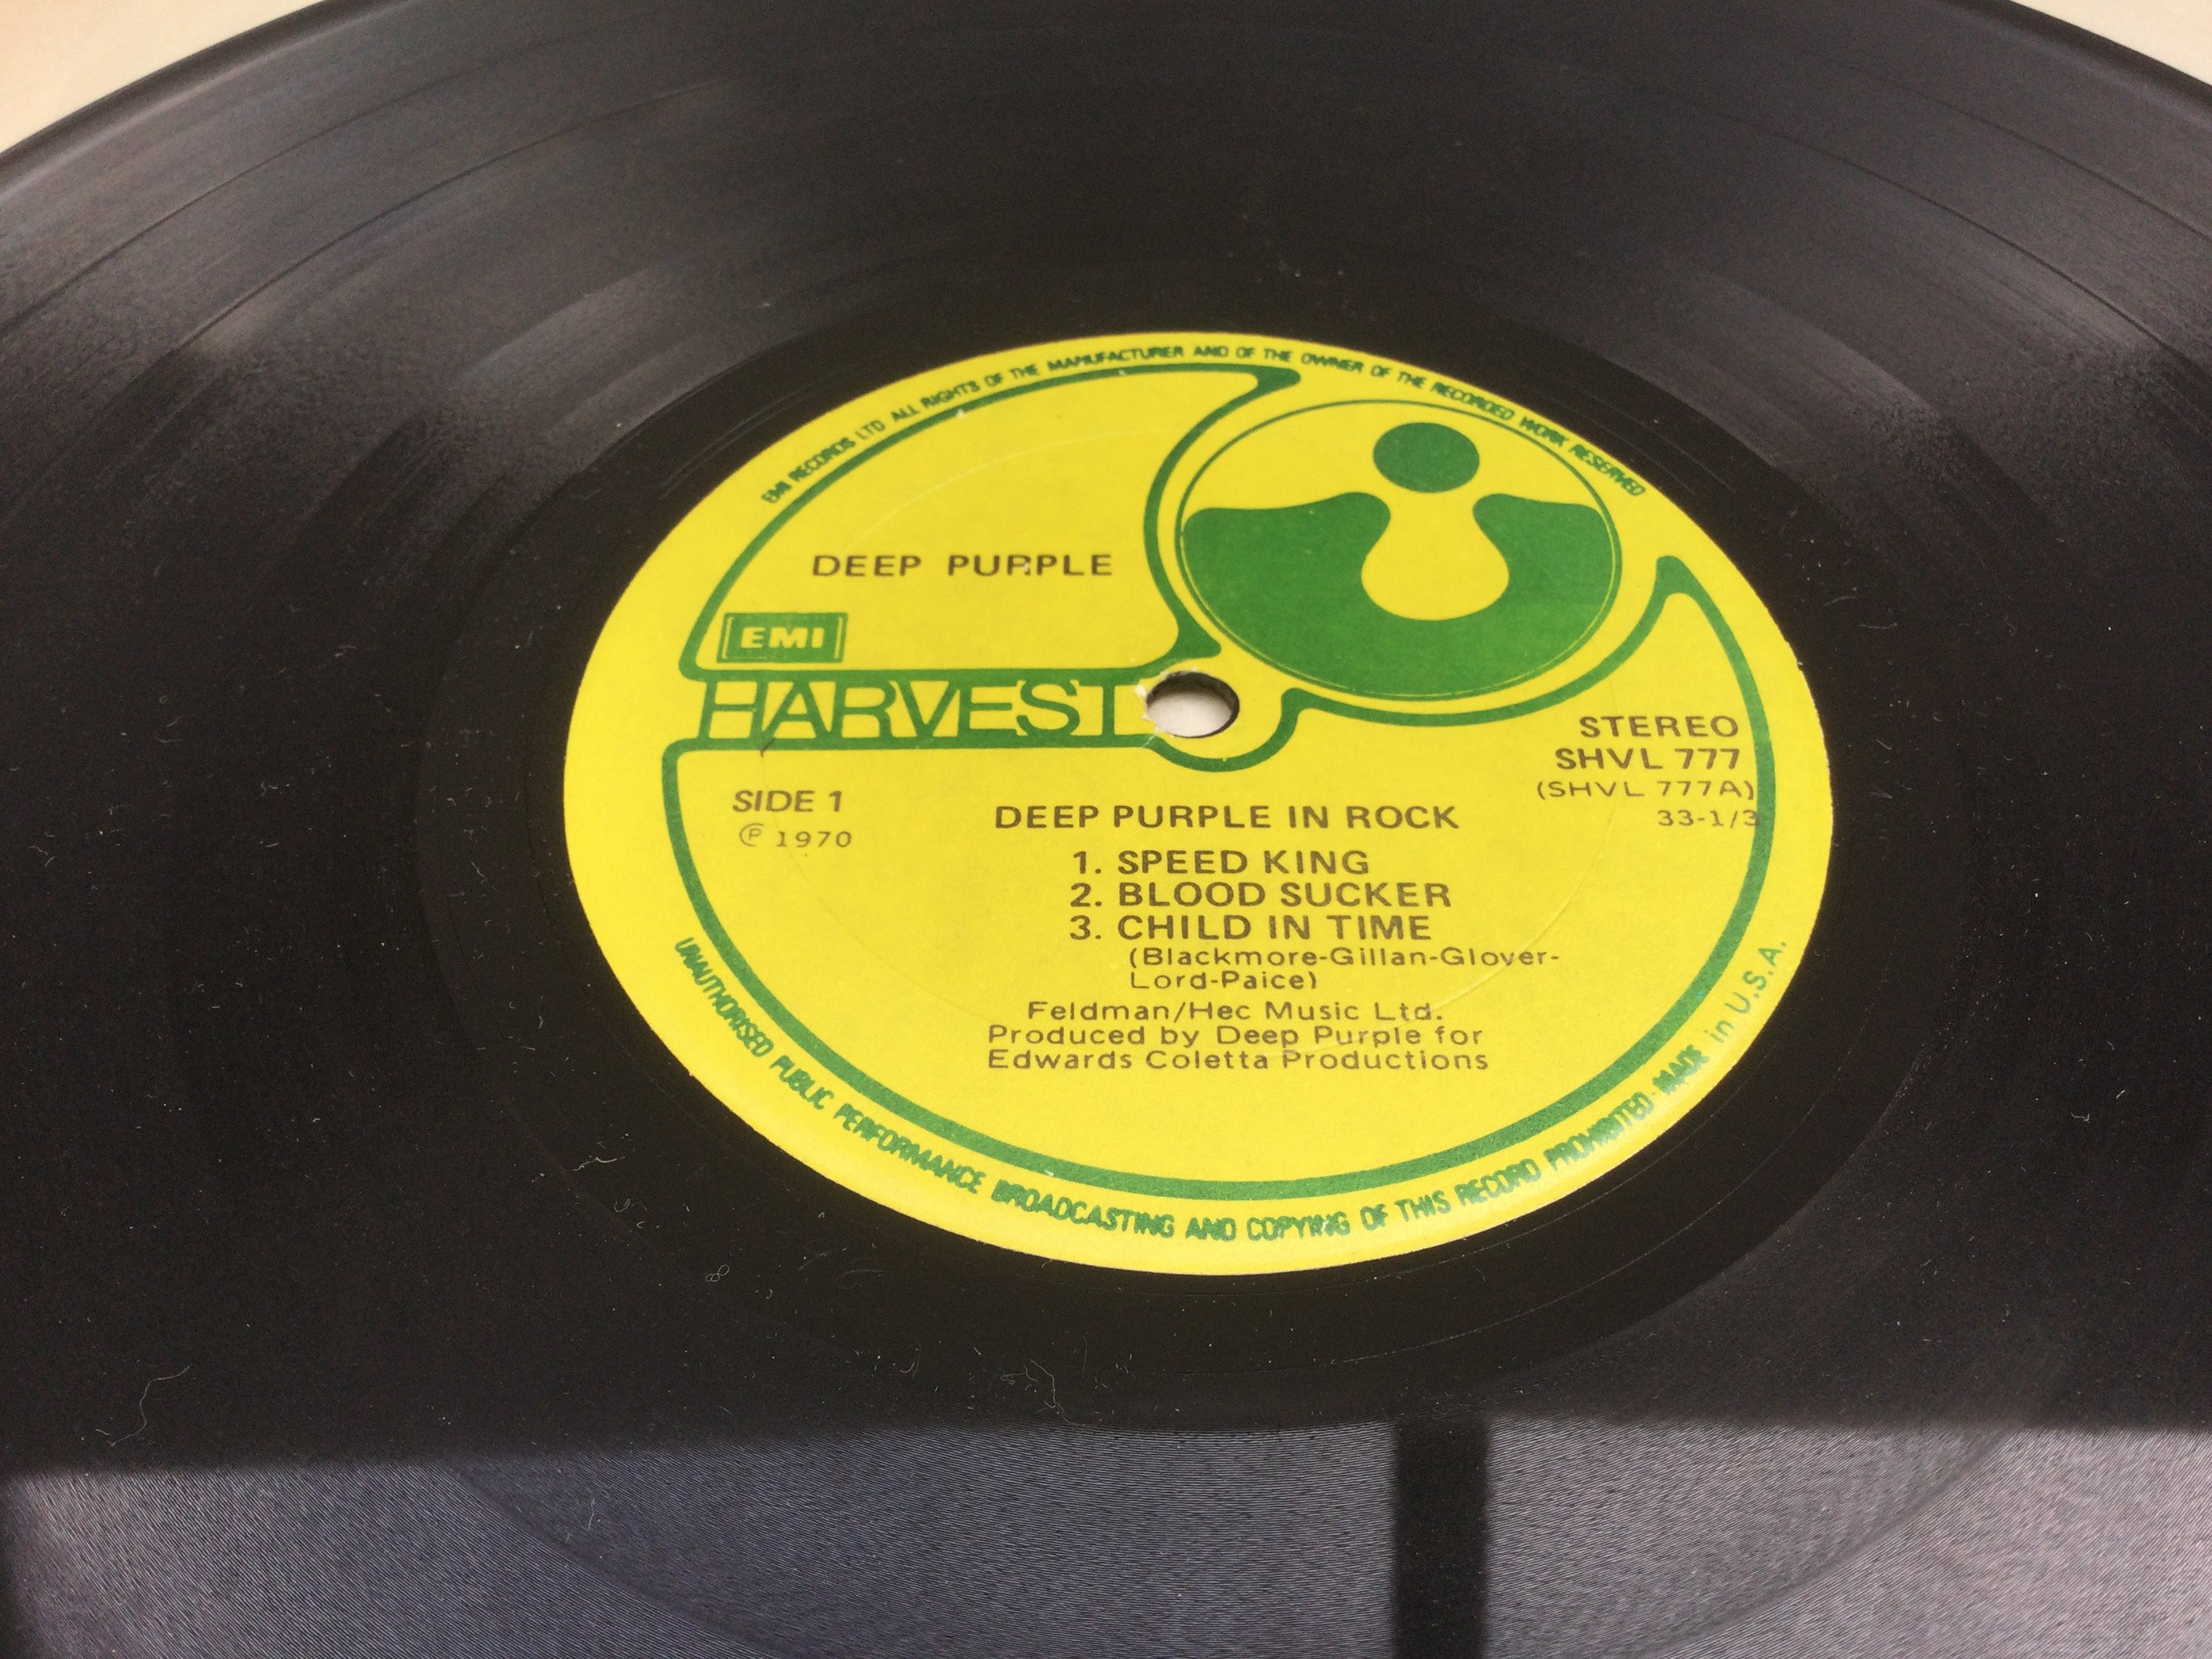 EMI RECORDS LTD ALL RIGHTS OF THE MANUFACTURER AND OF THE OWNER OF THE RECORDED WORK RESERVED
DEEP PURPLE
EMI
HARVEST
STEREO
SHVL 777
(SHVL 777A)
33-1/3
SIDE 1
Ⓟ 1970
DEEP PURPLE IN ROCK
1. SPEED KING
2. BLOOD SUCKER
3. CHILD IN TIME
(Blackmore-Gillan-Glover-
Lord-Paice)
Feldman/Hec Music Ltd.
Produced by Deep Purple for
Edwards Coletta Productions
UNAUTHORISED PUBLIC PERFORMANCE BROADCASTING AND COPYING OF THIS RECORD PROHIBITED · MADE in U.S.A.